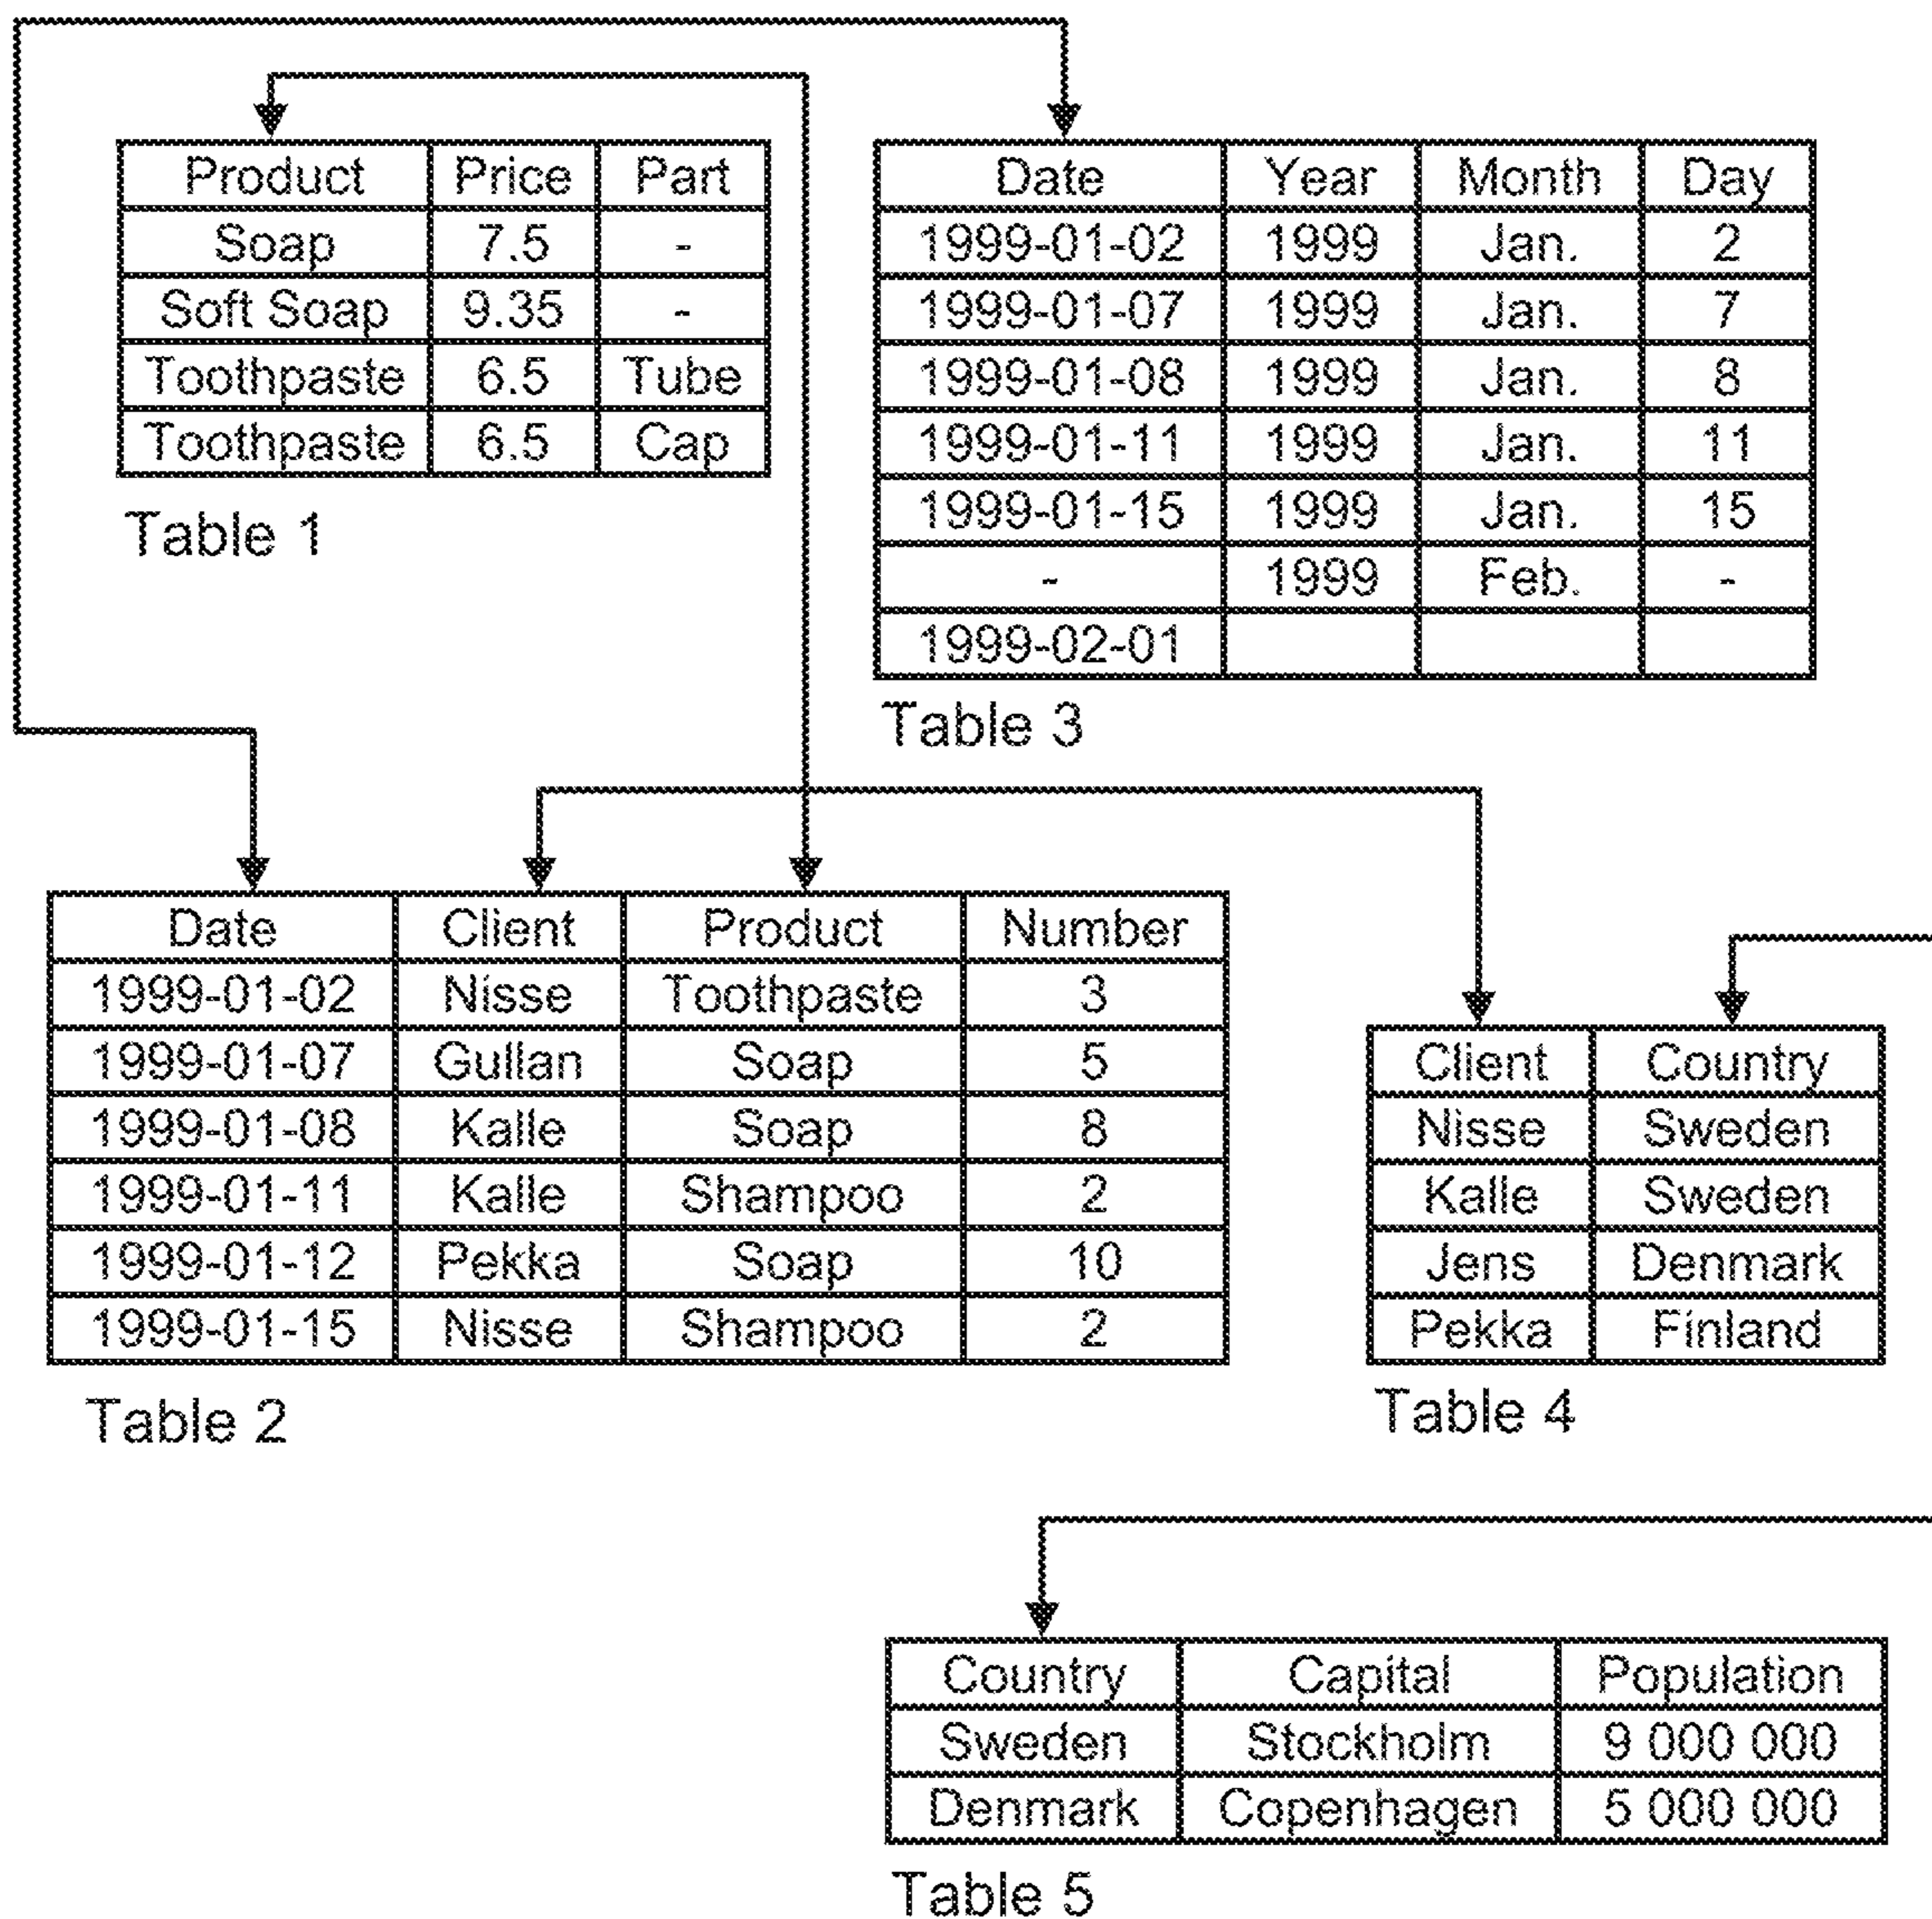 Product Price Part
Soap 7.5 -
Soft Soap 9.35 -
Toothpaste 6.5 Tube
Toothpaste 6.5 Cap
Table 1
Date Year Month Day
1999-01-02 1999 Jan. 2
1999-01-07 1999 Jan. 7
1999-01-08 1999 Jan. 8
1999-01-11 1999 Jan. 11
1999-01-15 1999 Jan. 15
- 1999 Feb. -
1999-02-01
Table 3
Date Client Product Number
1999-01-02 Nisse Toothpaste 3
1999-01-07 Gullan Soap 5
1999-01-08 Kalle Soap 8
1999-01-11 Kalle Shampoo 2
1999-01-12 Pekka Soap 10
1999-01-15 Nisse Shampoo 2
Table 2
Client Country
Nisse Sweden
Kalle Sweden
Jens Denmark
Pekka Finland
Table 4
Country Capital Population
Sweden Stockholm 9 000 000
Denmark Copenhagen 5 000 000
Table 5